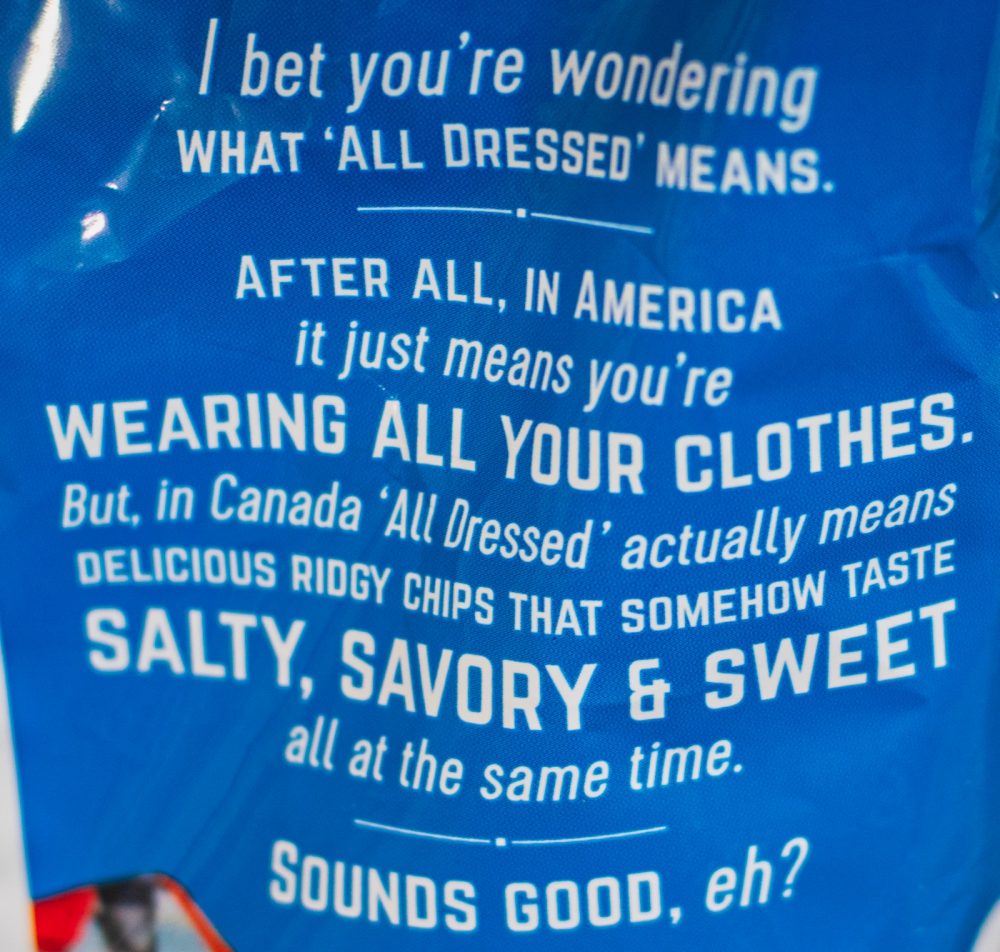 I bet you're wondering
WHAT 'ALL DRESSED' MEANS.
AFTER ALL, IN AMERICA
it just means you're
WEARING ALL YOUR CLOTHES.
But, in Canada 'All Dressed' actually means
DELICIOUS RIDGY CHIPS THAT SOMEHOW TASTE
SALTY, SAVORY & SWEET
all at the same time.
SOUNDS GOOD, eh?